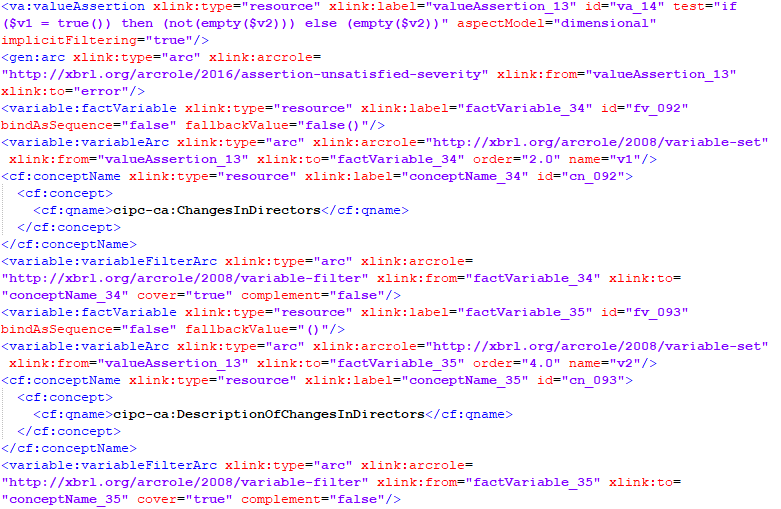 <va:valueAssertion xlink:type="resource" xlink:label="valueAssertion_13" id="va_14" test="if
($v1 = true()) then (not(empty($v2))) else (empty($v2))" aspectModel="dimensional"
implicitFiltering="true"/>
<gen:arc xlink:type="arc" xlink:arcrole=
"http://xbrl.org/arcrole/2016/assertion-unsatisfied-severity" xlink:from="valueAssertion_13"
xlink:to="error"/>
<variable:factVariable xlink:type="resource" xlink:label="factVariable_34" id="fv_092"
bindAsSequence="false" fallbackValue="false()"/>
<variable:variableArc xlink:type="arc" xlink:arcrole="http://xbrl.org/arcrole/2008/variable-set"
xlink:from="valueAssertion_13" xlink:to="factVariable_34" order="2.0" name="v1"/>
<cf:conceptName xlink:type="resource" xlink:label="conceptName_34" id="cn_092">
<cf:concept>
<cf:qname>cipc-ca:ChangesInDirectors</cf:qname>
</cf:concept>
</cf:conceptName>
<variable:variableFilterArc xlink:type="arc" xlink:arcrole=
"http://xbrl.org/arcrole/2008/variable-filter" xlink:from="factVariable_34" xlink:to=
"conceptName_34" cover="true" complement="false"/>
<variable:factVariable xlink:type="resource" xlink:label="factVariable_35" id="fv_093"
bindAsSequence="false" fallbackValue="()"/>
<variable:variableArc xlink:type="arc" xlink:arcrole="http://xbrl.org/arcrole/2008/variable-set"
xlink:from="valueAssertion_13" xlink:to="factVariable_35" order="4.0" name="v2"/>
<cf:conceptName xlink:type="resource" xlink:label="conceptName_35" id="cn_093">
<cf:concept>
<cf:qname>cipc-ca:DescriptionOfChangesInDirectors</cf:qname>
</cf:concept>
</cf:conceptName>
<variable:variableFilterArc xlink:type="arc" xlink:arcrole=
"http://xbrl.org/arcrole/2008/variable-filter" xlink:from="factVariable_35" xlink:to=
"conceptName_35" cover="true" complement="false"/>